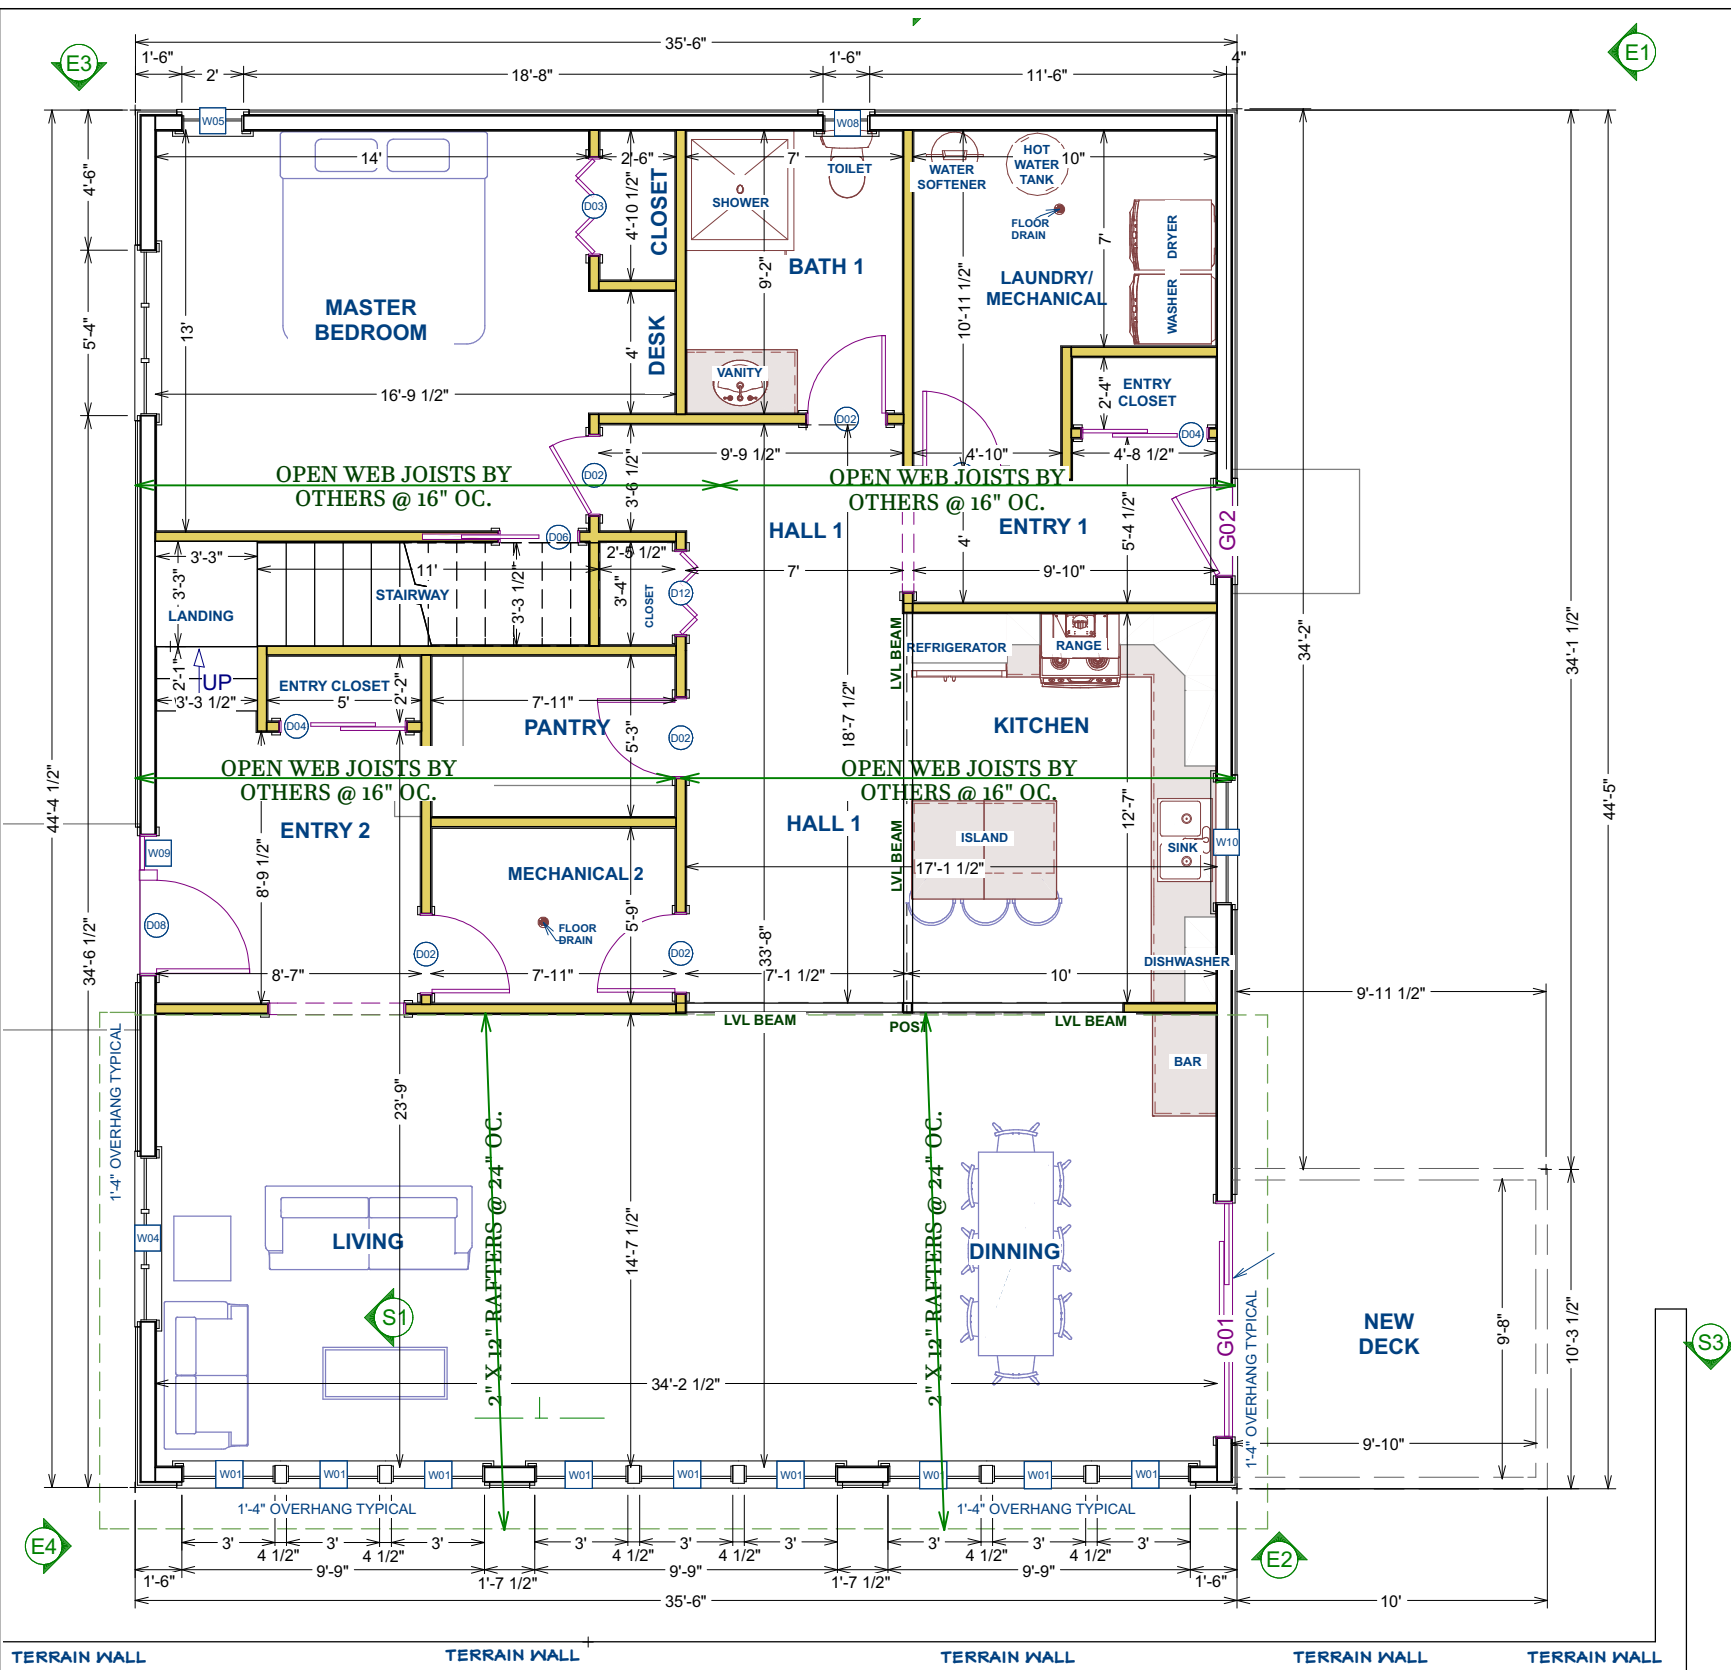 35'-6"
E3
E1
1'-6"
2'
18'-8"
1'-6"
11'-6"
4"
W05
W08
4'-6"
14'
2'-6"
7'
10"
TOILET
WATER
SOFTENER
HOT
WATER
TANK
D03
4'-10 1/2"
CLOSET
SHOWER
FLOOR
DRAIN
DRYER
7'
9'-2"
BATH 1
10'-11 1/2"
LAUNDRY/
MECHANICAL
WASHER
MASTER
BEDROOM
5'-4"
13'
4'
DESK
VANITY
2'-4"
ENTRY
CLOSET
16'-9 1/2"
D02
D04
9'-9 1/2"
4'-10"
4'-8 1/2"
OPEN WEB JOISTS BY
OTHERS @ 16" OC.
D02
3'-6 1/2"
OPEN WEB JOISTS BY
OTHERS @ 16" OC.
HALL 1
4'
ENTRY 1
5'-4 1/2"
G02
D06
3'-3"
11'
2'-5 1/2"
7'
9'-10"
3'-3"
STAIRWAY
3'-3 1/2"
3'-4"
CLOSET
D12
LANDING
34'-2"
34'-1 1/2"
LVL BEAM
REFRIGERATOR
RANGE
2'-1"
UP
3'-3 1/2"
ENTRY CLOSET
5'
2'-2"
7'-11"
D04
PANTRY
5'-3"
D02
18'-7 1/2"
KITCHEN
OPEN WEB JOISTS BY
OTHERS @ 16" OC.
OPEN WEB JOISTS BY
OTHERS @ 16" OC.
44'-4 1/2"
44'-5"
ENTRY 2
HALL 1
12'-7"
ISLAND
SINK
W10
W09
8'-9 1/2"
MECHANICAL 2
LVL BEAM
17'-1 1/2"
D08
FLOOR
DRAIN
5'-9"
34'-6 1/2"
D02
D02
33'-8"
DISHWASHER
8'-7"
7'-11"
7'-1 1/2"
10'
9'-11 1/2"
LVL BEAM
POST
LVL BEAM
BAR
1'-4" OVERHANG TYPICAL
23'-9"
2" X 12" RAFTERS @ 24" OC.
14'-7 1/2"
2" X 12" RAFTERS @ 24" OC.
W04
LIVING
DINNING
S1
NEW
DECK
9'-8"
10'-3 1/2"
S3
G01
1'-4" OVERHANG TYPICAL
34'-2 1/2"
9'-10"
W01
W01
W01
W01
W01
W01
W01
W01
W01
1'-4" OVERHANG TYPICAL
1'-4" OVERHANG TYPICAL
E4
E2
3'
4 1/2"
3'
4 1/2"
3'
3'
4 1/2"
3'
4 1/2"
3'
3'
4 1/2"
3'
4 1/2"
3'
1'-6"
9'-9"
1'-7 1/2"
9'-9"
1'-7 1/2"
9'-9"
1'-6"
35'-6"
10'
TERRAIN WALL
TERRAIN WALL
TERRAIN WALL
TERRAIN WALL
TERRAIN WALL